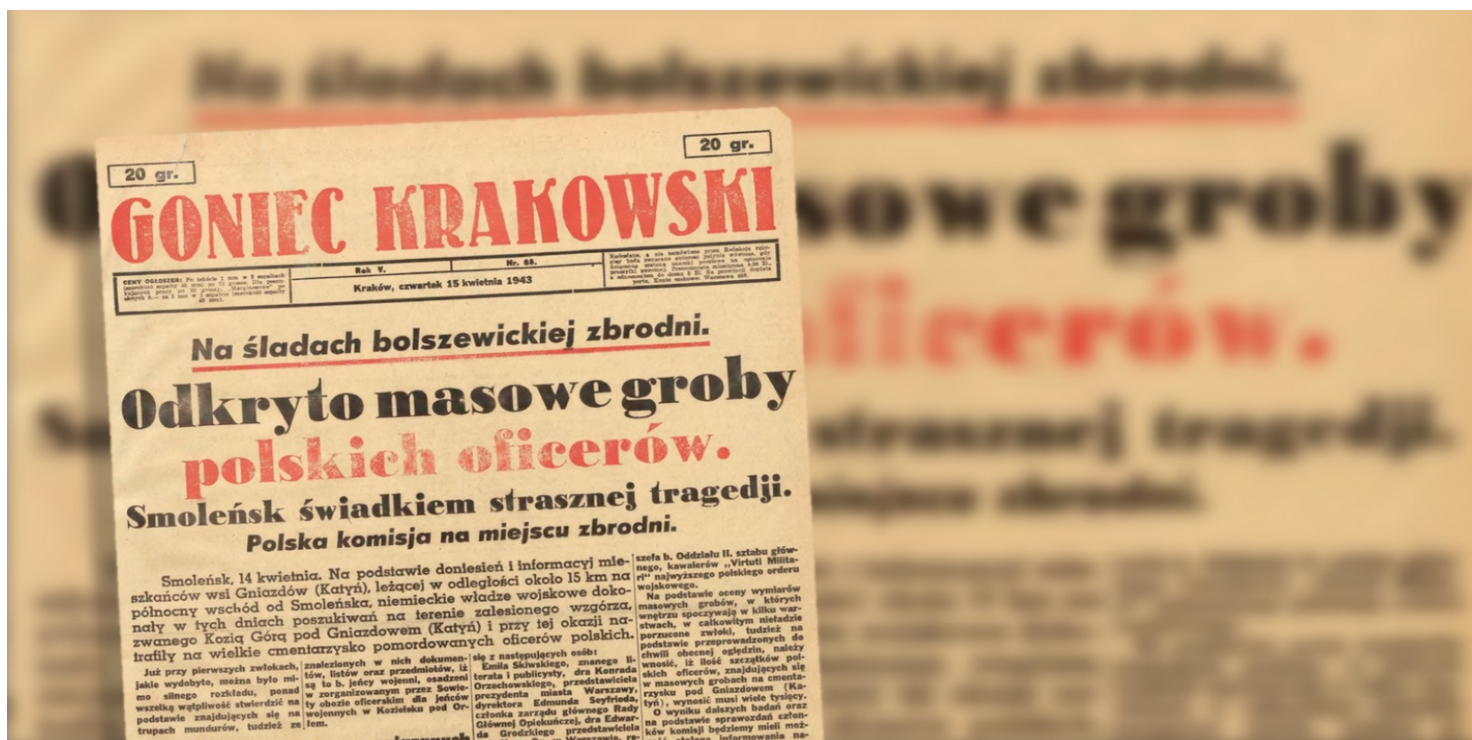 20 gr.
20 gr.
GONIEC KRAKOWSKI
Rok V.
Nr. 88.
Kraków, czwartek 15 kwietnia 1943
Na śladach bolszewickiej zbrodni.
Odkryto masowe groby
polskich oficerów.
Smoleńsk świadkiem strasznej tragedji.
Polska komisja na miejscu zbrodni.
Smoleńsk, 14 kwietnia. Na podstawie doniesień i informacyj mie-
szkańców wsi Gniazdów (Katyń), leżącej w odległości około 15 km na
północny wschód od Smoleńska, niemieckie władze wojskowe doko-
nały w tych dniach poszukiwań na terenie zalesionego wzgórza,
zwanego Kozią Górą pod Gniazdowem (Katyń) i przy tej okazji na-
trafiły na wielkie cmentarzysko pomordowanych oficerów polskich.
Już przy pierwszych zwłokach,
jakie wydobyto, można było mi-
mo silnego rozkładu, ponad
wszelką wątpliwość stwierdzić na
podstawie znajdujących się na
trupach mundurów, tudzież ze
znalezionych w nich dokumen-
tów, listów oraz przedmiotów, iż
są to b. jeńcy wojenni, osadzeni
w zorganizowanym przez Sowie-
ty obozie oficerskim dla jeńców
wojennych w Kozielsku pod Or-
łem.
się z następujących osób:
Emila Skiwskiego, znanego li-
terata i publicysty, dra Konrada
Orzechowskiego, przedstawiciela
prezydenta miasta Warszawy,
dyrektora Edmunda Seyfrieda,
członka zarządu głównego Rady
Głównej Opiekuńczej, dra Edwar-
da Grodzkiego przedstawiciela
szefa b. Oddziału II. sztabu głów-
nego, kawalerów „Virtuti Milita-
ri" najwyższego polskiego orderu
wojskowego.
Na podstawie oceny wymiarów
masowych grobów, w których
wnętrzu spoczywają w kilku war-
stwach, w całkowitym nieładzie
porzucone zwłoki, tudzież na
podstawie przeprowadzonych do
chwili obecnej oględzin, należy
wnosić, iż ilość szczątków pol-
skich oficerów, znajdujących się
w masowych grobach na cmenta-
rzysku pod Gniazdowem (Ka-
tyń), wynosić musi wiele tysięcy.
O wyniku dalszych badań oraz
na podstawie sprawozdań człon-
ków komisji będziemy mieli moż-
Na śladach bolszewickiej zbrodni.
sowe groby
oficerów.
strasznej tragedji.
miejscu zbrodni.